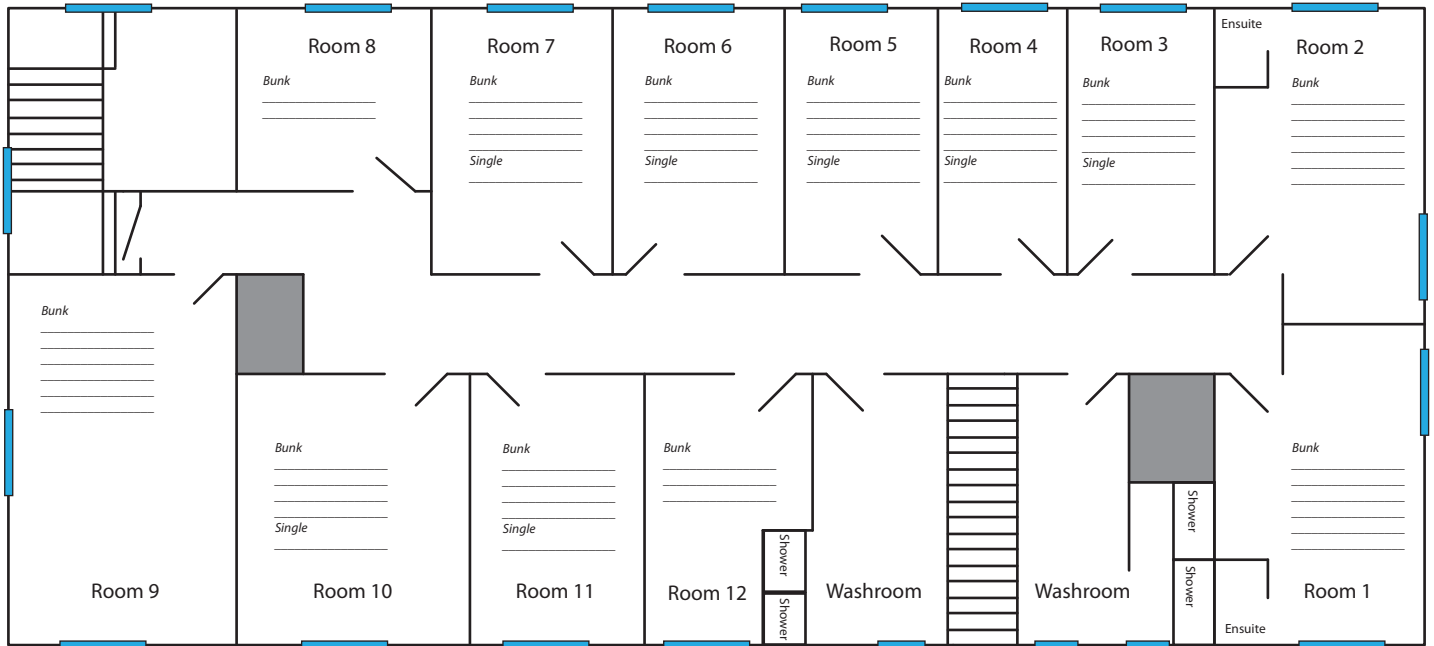 Ensuite
Room 8
Room 7
Room 6
Room 5
Room 4
Room 3
Room 2
Bunk
Bunk
Bunk
Bunk
Bunk
Bunk
Bunk
Single
Single
Single
Single
Single
Bunk
Bunk
Bunk
Bunk
Bunk
Single
Single
Shower
Shower
Shower
Shower
Room 9
Room 10
Room 11
Room 12
Washroom
Washroom
Room 1
Ensuite